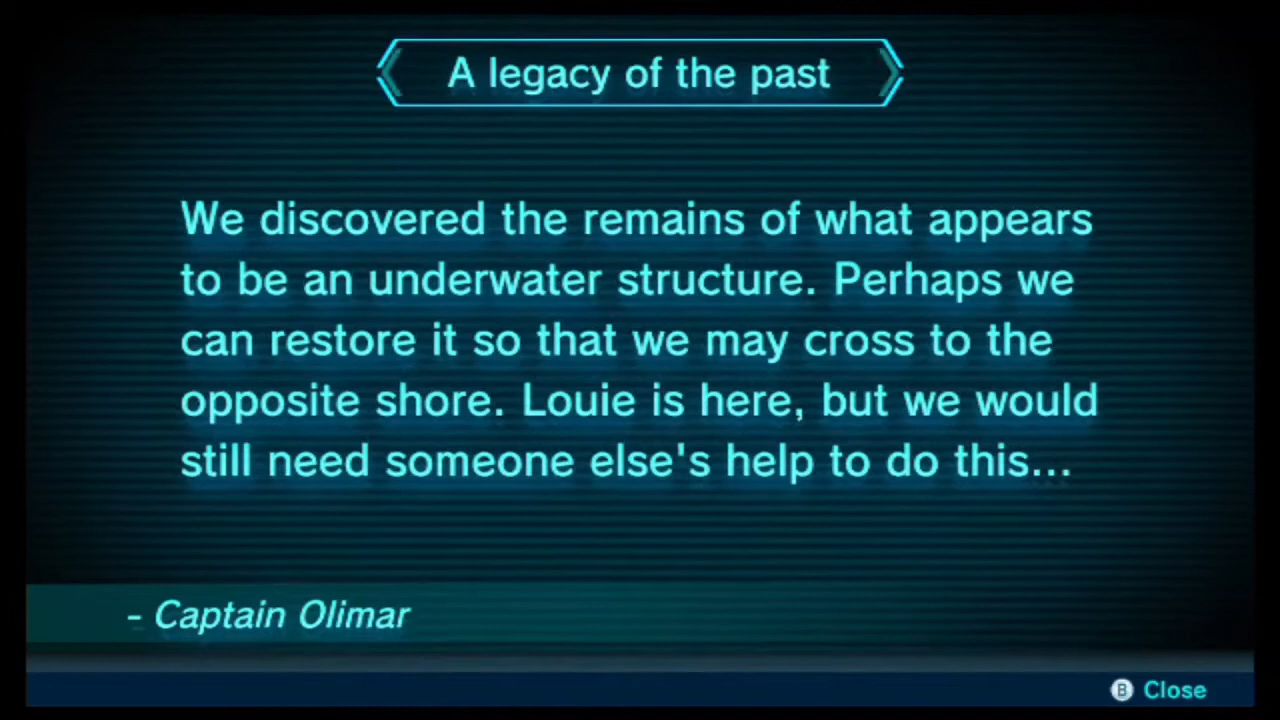 A legacy of the past
We discovered the remains of what appears
to be an underwater structure. Perhaps we
can restore it so that we may cross to the
opposite shore. Louie is here, but we would
still need someone else's help to do this...
- Captain Olimar
B Close